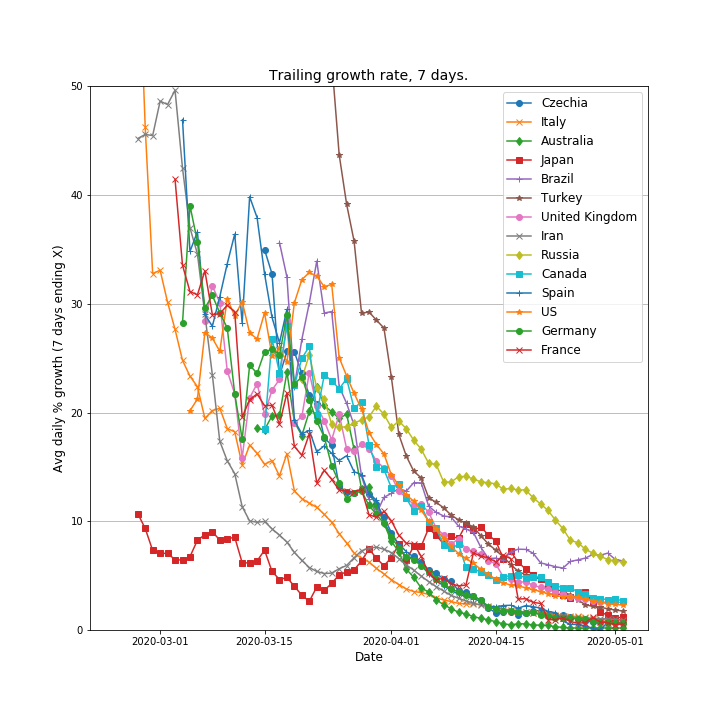 Trailing growth rate, 7 days.
50
40
30
20
10
0
Avg daily % growth (7 days ending X)
2020-03-01
2020-03-15
2020-04-01
2020-04-15
2020-05-01
Date
Czechia
Italy
Australia
Japan
Brazil
Turkey
United Kingdom
Iran
Russia
Canada
Spain
US
Germany
France